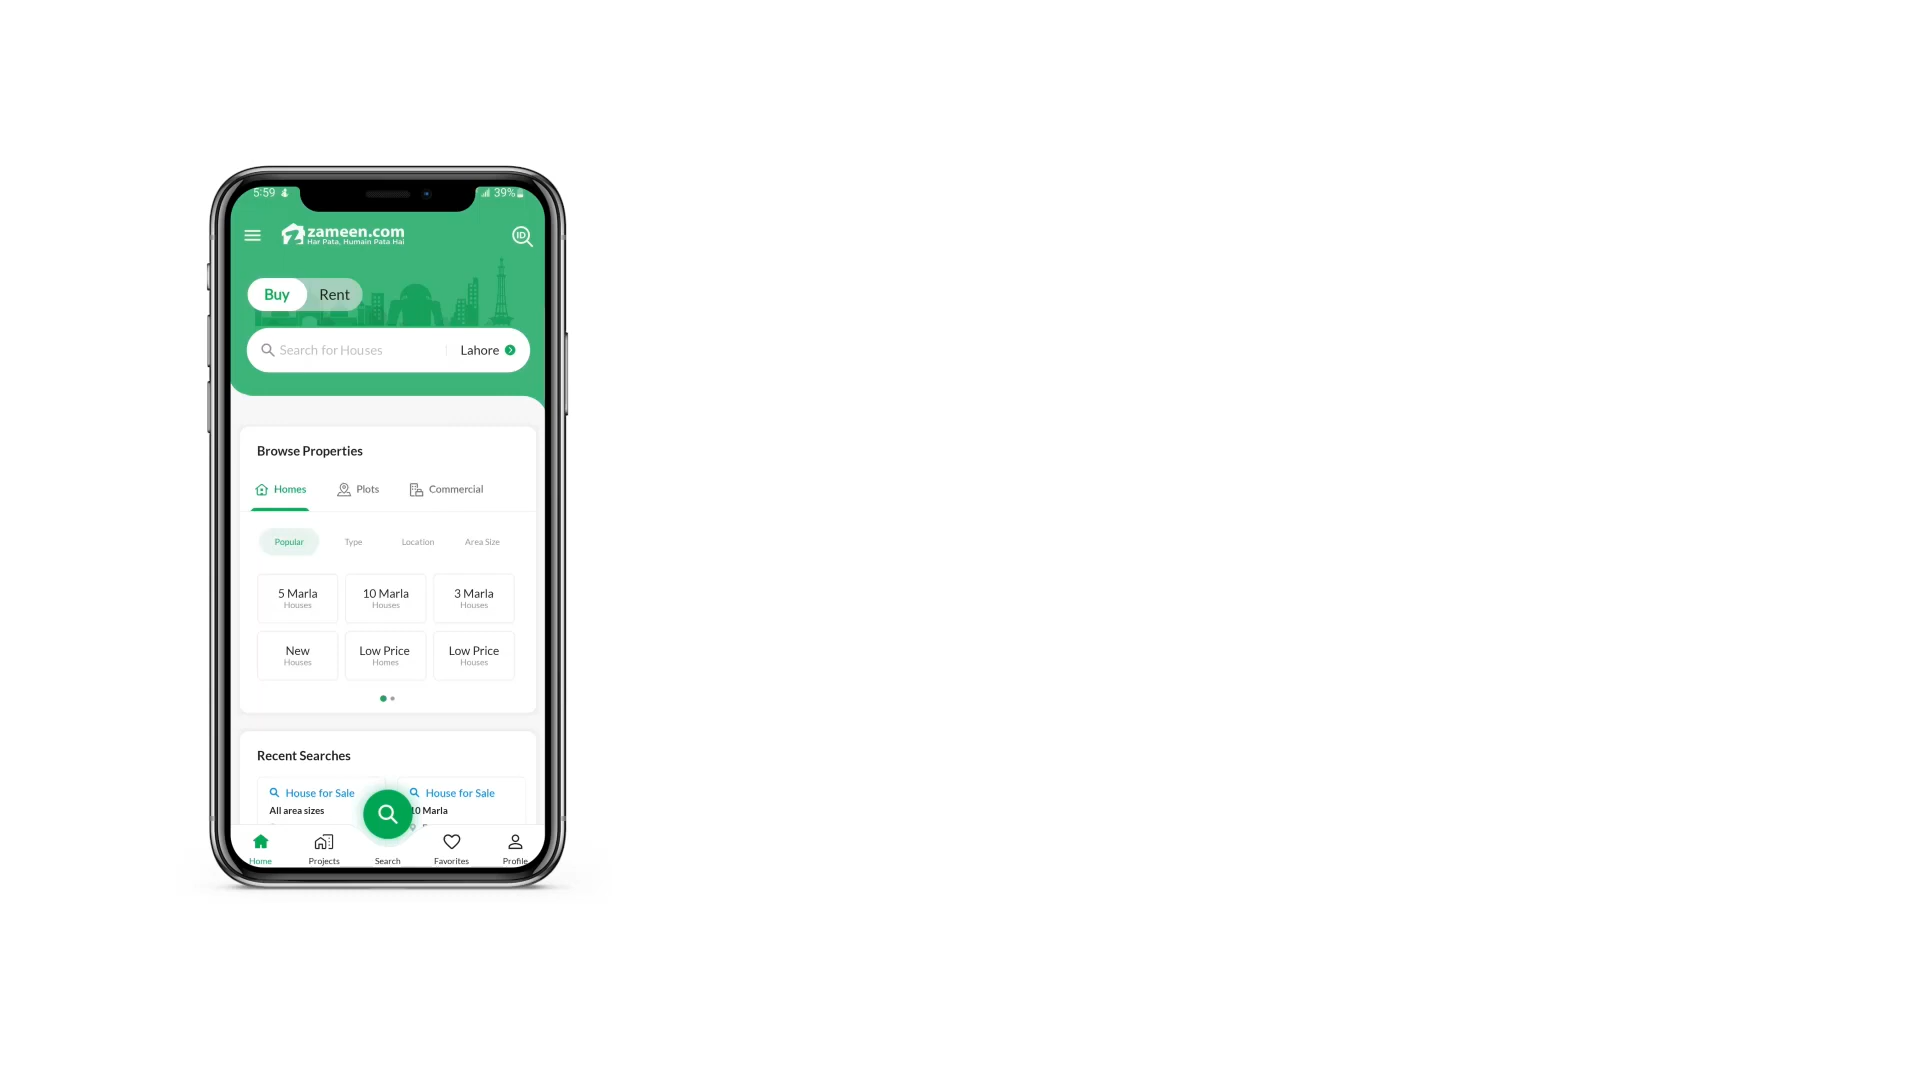 5:59 39%
zameen.com
Har Pata, Humain Pata Hai
ID
Buy Rent
Search for Houses Lahore
Browse Properties
Homes Plots Commercial
Popular Type Location Area Size
5 Marla 10 Marla 3 Marla
Houses Houses Houses
New Low Price Low Price
Houses Homes Houses
Recent Searches
House for Sale House for Sale
All area sizes 10 Marla
Home Projects Search Favorites Profile